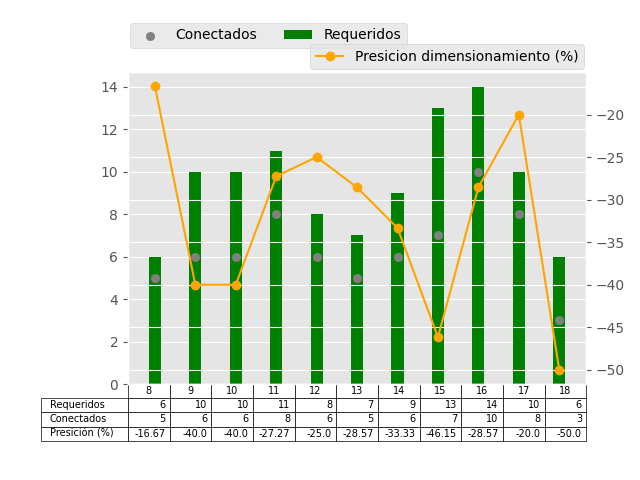 Conectados Requeridos
Presicion dimensionamiento (%)
14
12
10
8
6
4
2
0
−20
−25
−30
−35
−40
−45
−50
8 9 10 11 12 13 14 15 16 17 18
Requeridos 6 10 10 11 8 7 9 13 14 10 6
Conectados 5 6 6 8 6 5 6 7 10 8 3
Presición (%) -16.67 -40.0 -40.0 -27.27 -25.0 -28.57 -33.33 -46.15 -28.57 -20.0 -50.0